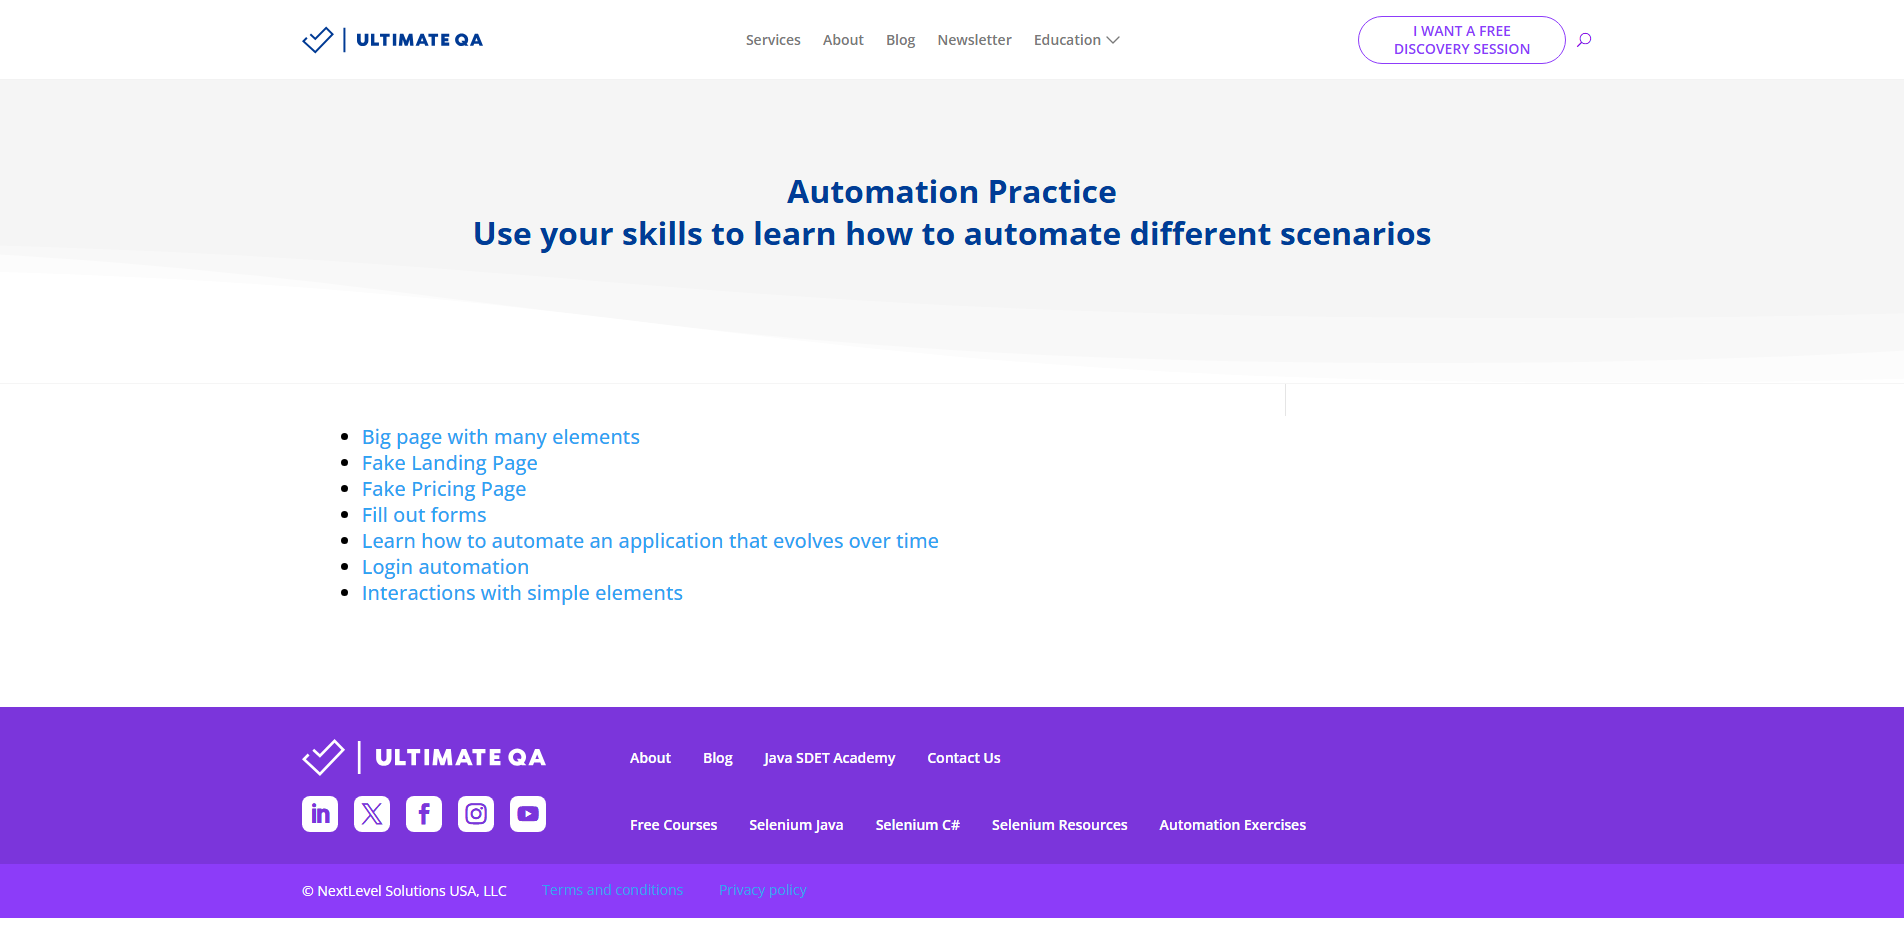 ULTIMATE QA
Services
About
Blog
Newsletter
Education
I WANT A FREE
DISCOVERY SESSION
Automation Practice
Use your skills to learn how to automate different scenarios
Big page with many elements
Fake Landing Page
Fake Pricing Page
Fill out forms
Learn how to automate an application that evolves over time
Login automation
Interactions with simple elements
ULTIMATE QA
About
Blog
Java SDET Academy
Contact Us
Free Courses
Selenium Java
Selenium C#
Selenium Resources
Automation Exercises
© NextLevel Solutions USA, LLC
Terms and conditions
Privacy policy